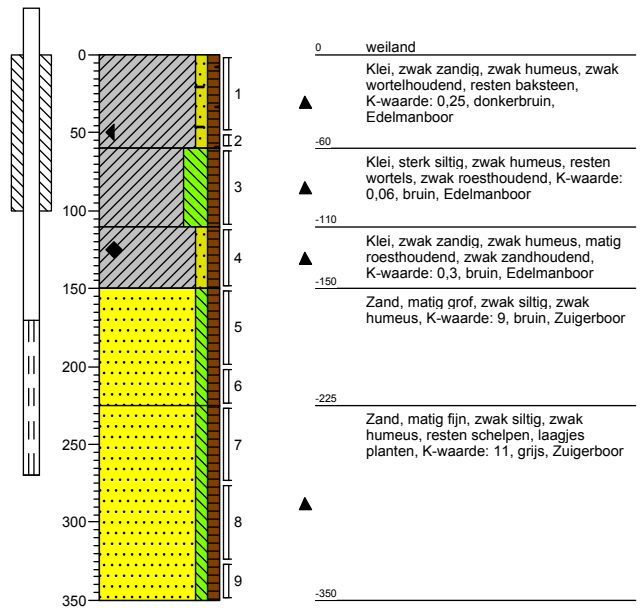 0
50
100
150
200
250
300
350
1
2
3
4
5
6
7
8
9
0 weiland
Klei, zwak zandig, zwak humeus, zwak
wortelhoudend, resten baksteen,
K-waarde: 0,25, donkerbruin,
Edelmanboor
-60
Klei, sterk siltig, zwak humeus, resten
wortels, zwak roesthoudend, K-waarde:
0,06, bruin, Edelmanboor
-110
Klei, zwak zandig, zwak humeus, matig
roesthoudend, zwak zandhoudend,
K-waarde: 0,3, bruin, Edelmanboor
-150
Zand, matig grof, zwak siltig, zwak
humeus, K-waarde: 9, bruin, Zuigerboor
-225
Zand, matig fijn, zwak siltig, zwak
humeus, resten schelpen, laagjes
planten, K-waarde: 11, grijs, Zuigerboor
-350